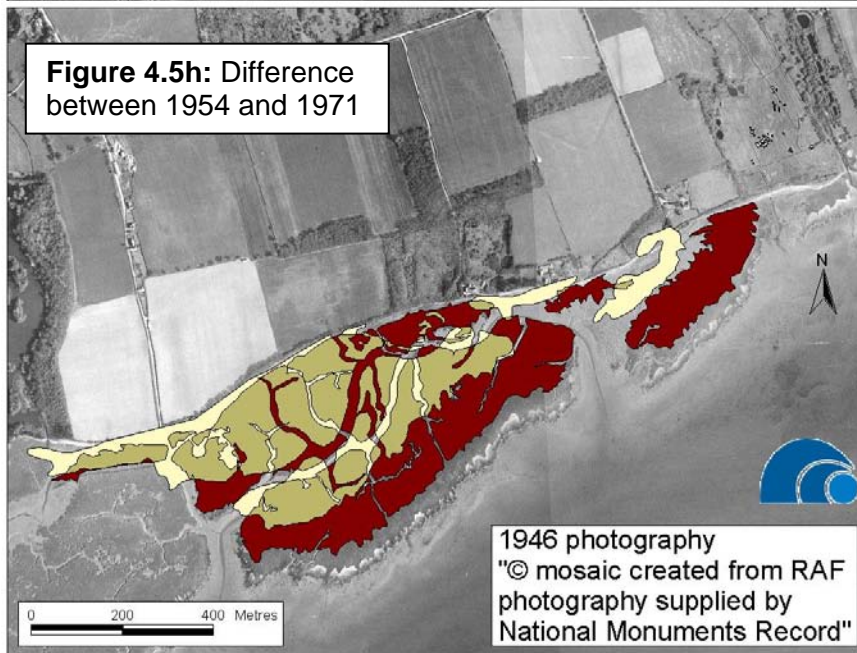 Figure 4.5h: Difference
between 1954 and 1971
N
0 200 400 Metres
1946 photography
"© mosaic created from RAF
photography supplied by
National Monuments Record"